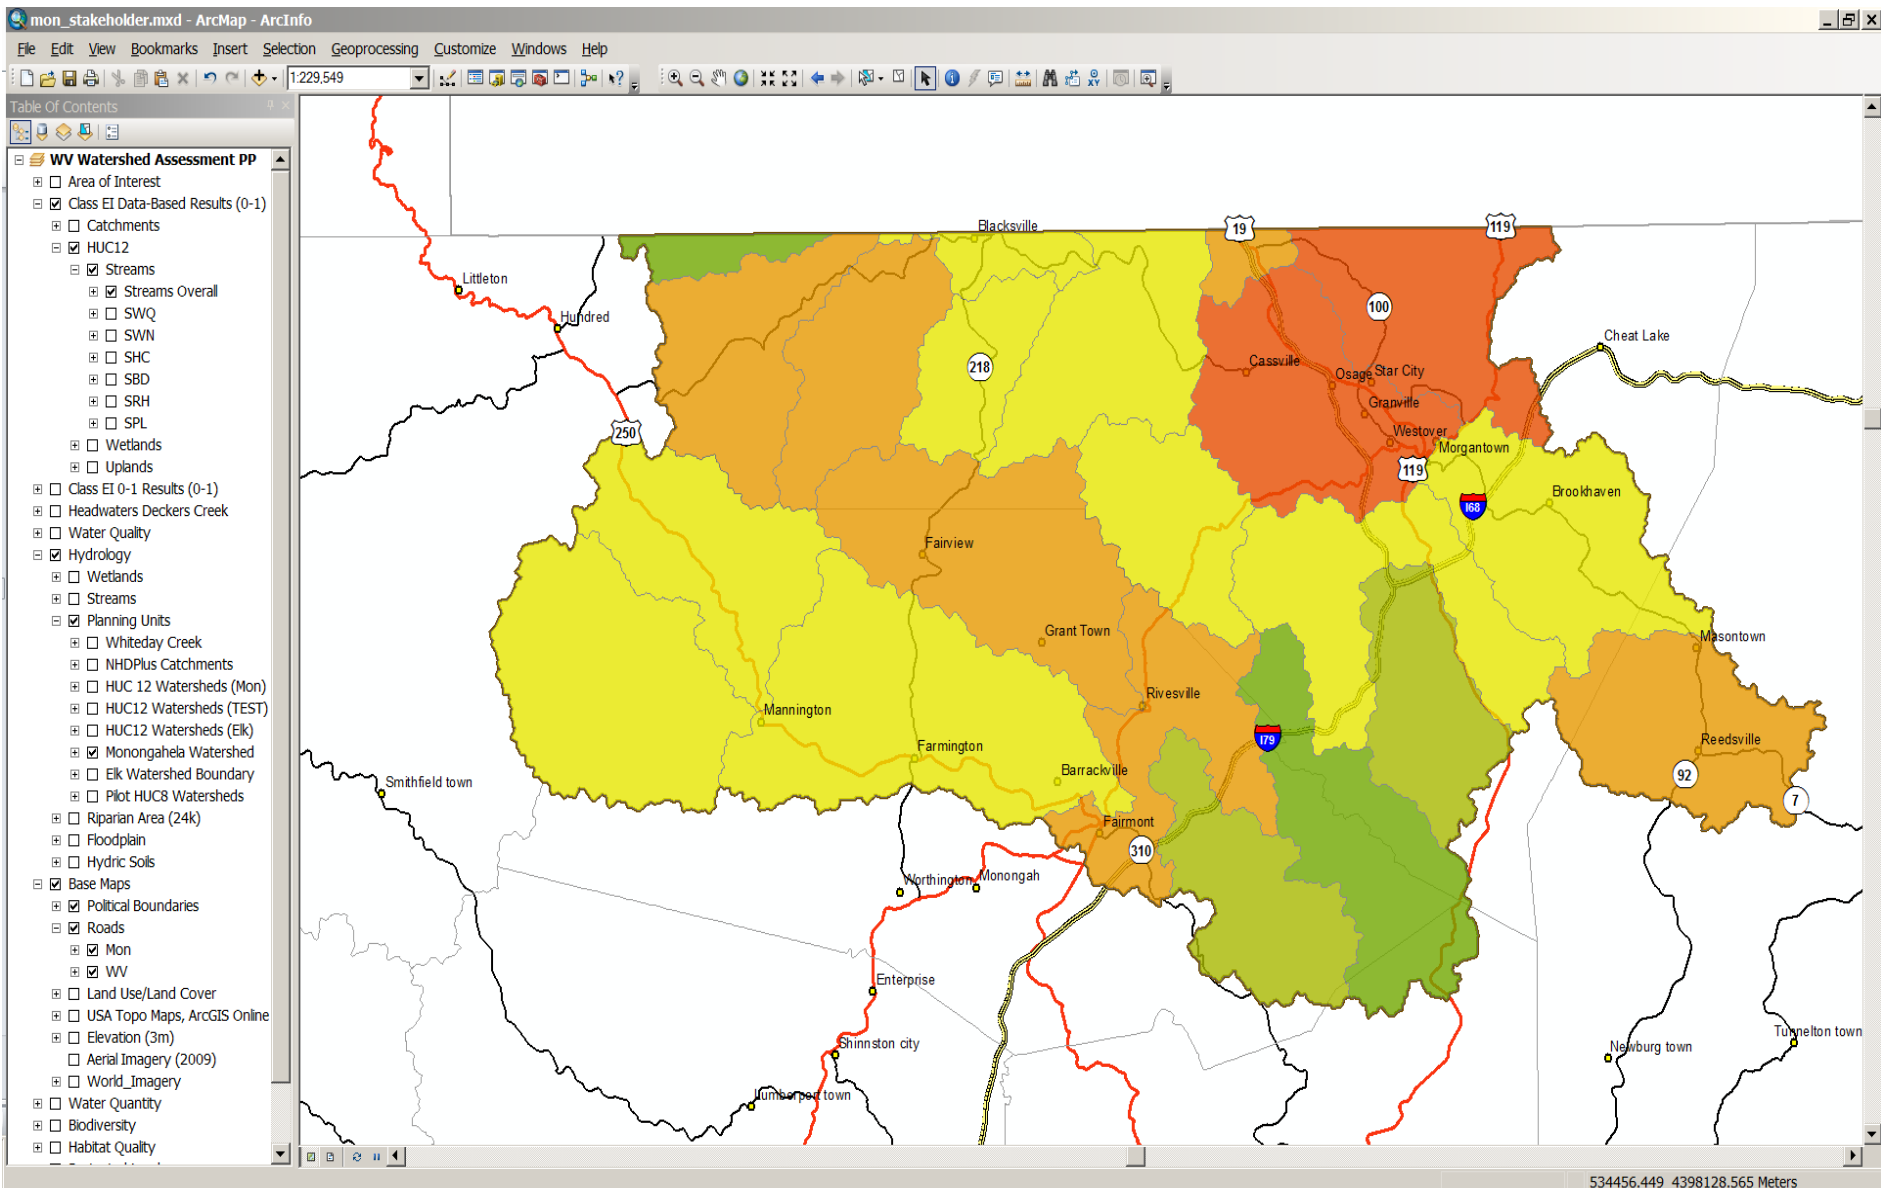 mon_stakeholder.mxd - ArcMap - ArcInfo
File Edit View Bookmarks Insert Selection Geoprocessing Customize Windows Help
1:229,549
Table Of Contents
WV Watershed Assessment PP
Area of Interest
Class EI Data-Based Results (0-1)
Catchments
HUC12
Streams
Streams Overall
SWQ
SWN
SHC
SBD
SRH
SPL
Wetlands
Uplands
Class EI 0-1 Results (0-1)
Headwaters Deckers Creek
Water Quality
Hydrology
Wetlands
Streams
Planning Units
Whiteday Creek
NHDPlus Catchments
HUC 12 Watersheds (Mon)
HUC12 Watersheds (TEST)
HUC12 Watersheds (Elk)
Monongahela Watershed
Elk Watershed Boundary
Pilot HUC8 Watersheds
Riparian Area (24k)
Floodplain
Hydric Soils
Base Maps
Political Boundaries
Roads
Mon
WV
Land Use/Land Cover
USA Topo Maps, ArcGIS Online
Elevation (3m)
Aerial Imagery (2009)
World_Imagery
Water Quantity
Biodiversity
Habitat Quality
Blacksville
19
119
Littleton
100
Hundred
Cheat Lake
218
Cassville
Osage
Star City
Granville
250
Westover
Morgantown
119
Brookhaven
I68
Fairview
Grant Town
Masontown
Rivesville
Mannington
I79
Farmington
Reedsville
Barrackville
92
Smithfield town
7
Fairmont
310
Worthington
Monongah
Enterprise
Tunnelton town
Shinnston city
Newburg town
Lumberport town
534456.449 4398128.565 Meters